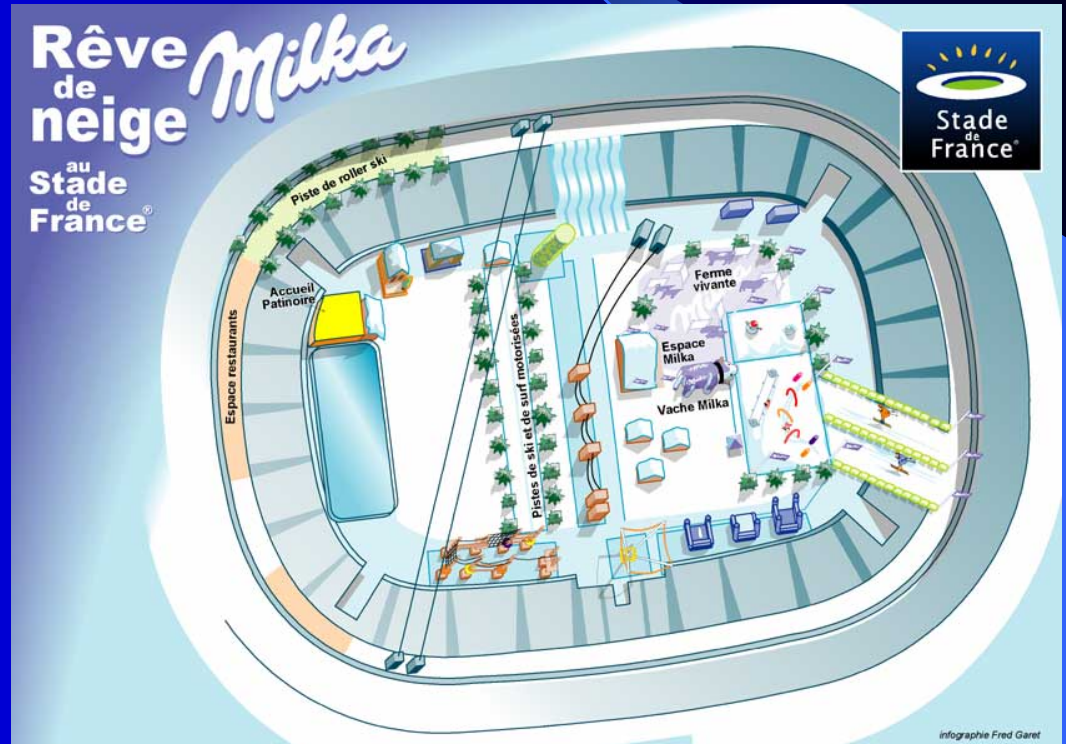 Rêve
de
neige
Milka
au
Stade
de
France®
Stade
de
France®
Piste de roller ski
Accueil
Patinoire
Espace restaurants
Pistes de ski et de surf motorisées
Ferme
vivante
Espace
Milka
Vache Milka
infographie Fred Garet